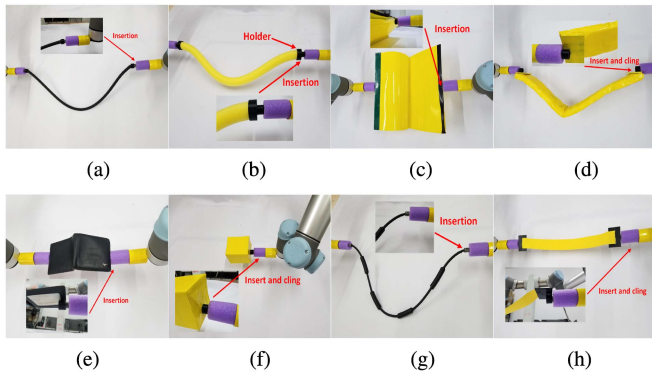 Insertion
Holder
Insertion
Insertion
Insert and cling
(a)
(b)
(c)
(d)
Insertion
Insert and cling
Insertion
Insert and cling
(e)
(f)
(g)
(h)